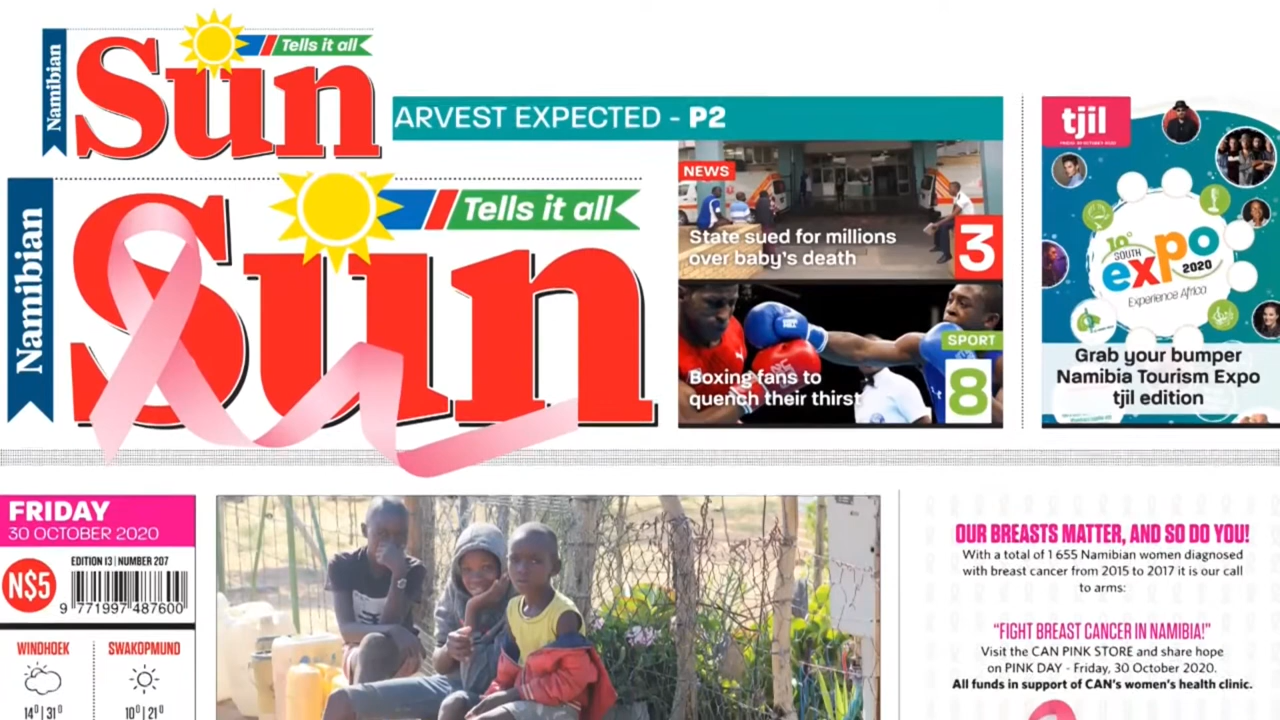 Namibian
Sun
Tells it all
ARVEST EXPECTED - P2
Namibian
Sun
Tells it all
NEWS
State sued for millions
over baby's death
3
SPORT
Boxing fans to
quench their thirst
8
tjil
FRIDAY 30 OCTOBER 2020
10th
SOUTH
expo
2020
Experience Africa
Grab your bumper
Namibia Tourism Expo
tjil edition
FRIDAY
30 OCTOBER 2020
EDITION 13 | NUMBER 207
N$5
9 771997 487600
WINDHOEK
14⁰ | 31⁰
SWAKOPMUND
10⁰ | 21⁰
OUR BREASTS MATTER, AND SO DO YOU!
With a total of 1 655 Namibian women diagnosed
with breast cancer from 2015 to 2017 it is our call
to arms:
"FIGHT BREAST CANCER IN NAMIBIA!"
Visit the CAN PINK STORE and share hope
on PINK DAY - Friday, 30 October 2020.
All funds in support of CAN's women's health clinic.